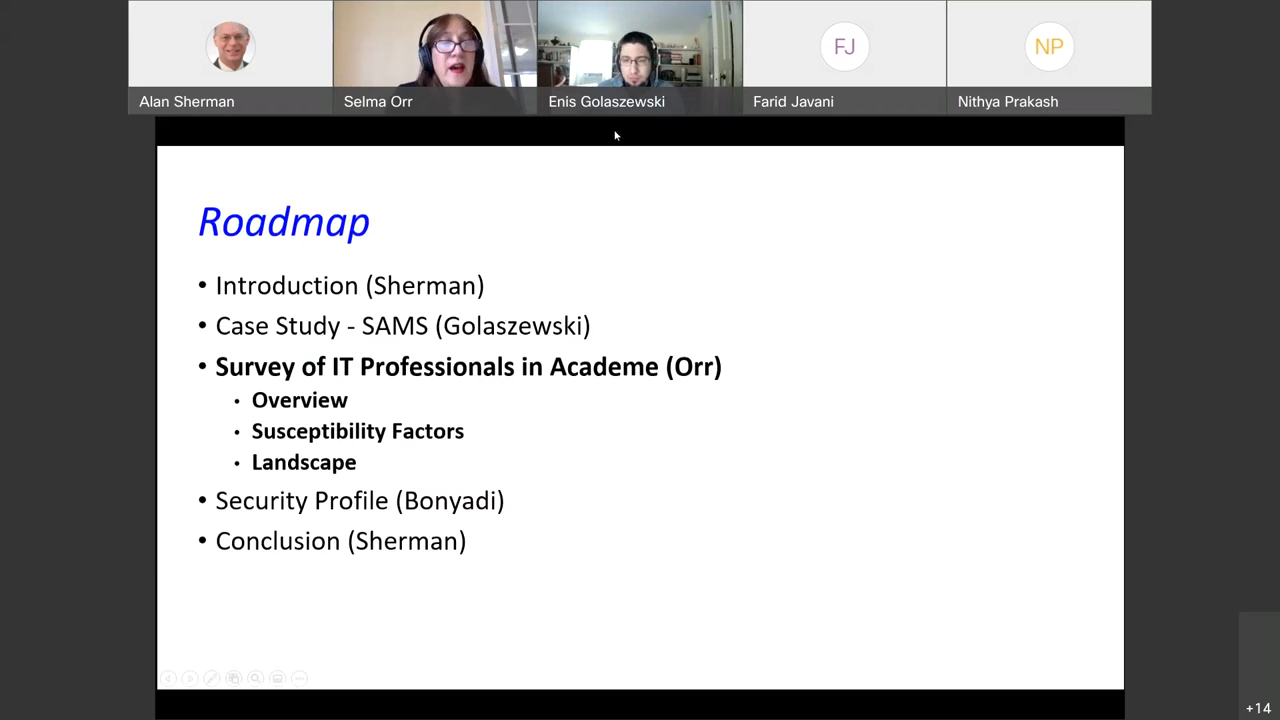 FJ
NP
Alan Sherman
Selma Orr
Enis Golaszewski
Farid Javani
Nithya Prakash
Roadmap
• Introduction (Sherman)
• Case Study - SAMS (Golaszewski)
• Survey of IT Professionals in Academe (Orr)
• Overview
• Susceptibility Factors
• Landscape
• Security Profile (Bonyadi)
• Conclusion (Sherman)
+14